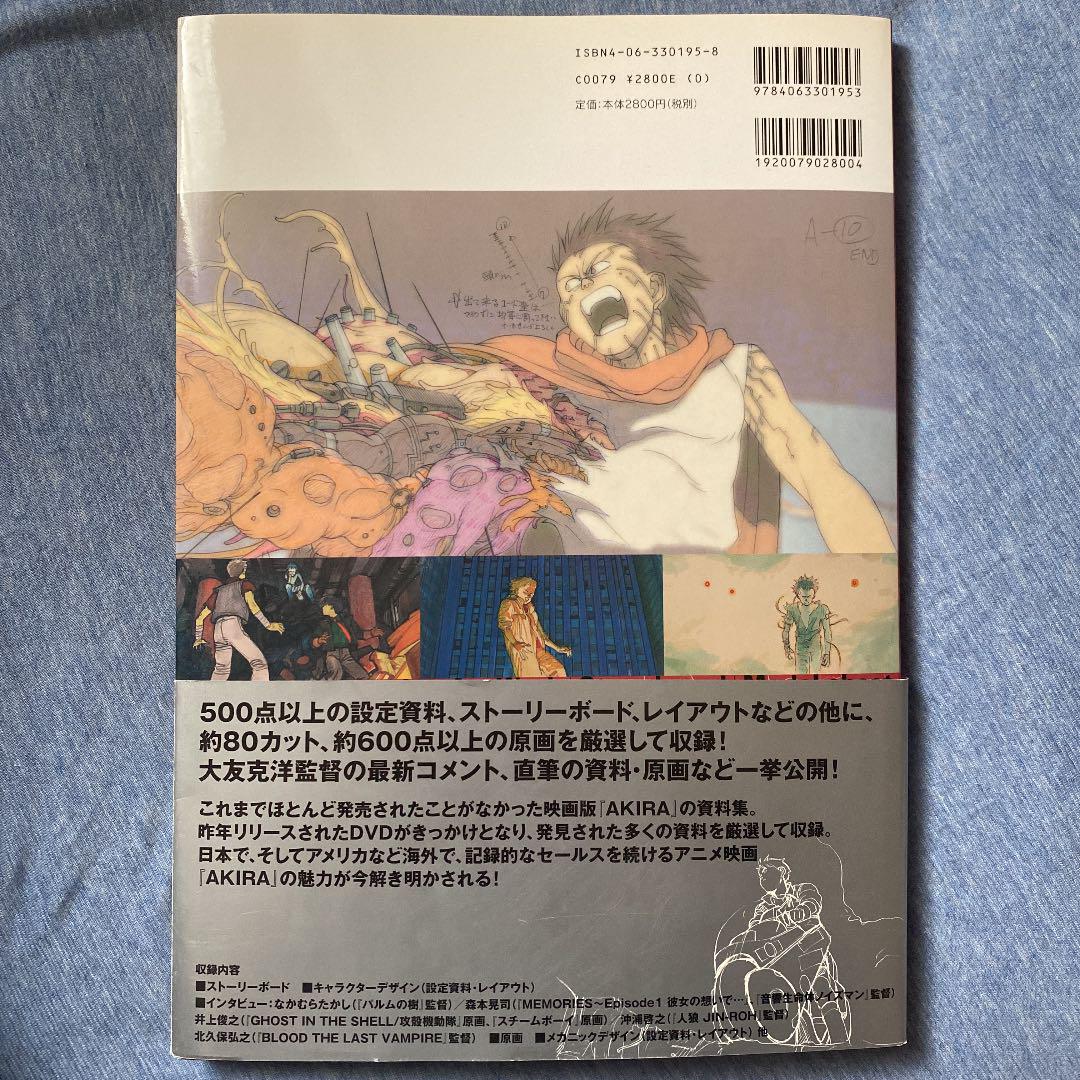 ISBN4-06-330195-8
C0079 ¥2800E (0)
定価:本体2800円(税別)
9784063301953
1920079028004
A-10
END
500点以上の設定資料、ストーリーボード、レイアウトなどの他に、
約80カット、約600点以上の原画を厳選して収録!
大友克洋監督の最新コメント、直筆の資料・原画など一挙公開!
これまでほとんど発売されたことがなかった映画版『AKIRA』の資料集。
昨年リリースされたDVDがきっかけとなり、発見された多くの資料を厳選して収録。
日本で、そしてアメリカなど海外で、記録的なセールスを続けるアニメ映画
『AKIRA』の魅力が今解き明かされる!
収録内容
■ストーリーボード ■キャラクターデザイン(設定資料・レイアウト)
■インタビュー:なかむらたかし(『パルムの樹』監督)/森本晃司(『MEMORIES~Episode1 彼女の想いで…』、『音響生命体ノイズマン』監督)
井上俊之(『GHOST IN THE SHELL/攻殻機動隊』原画、『スチームボーイ』原画) 沖浦啓之(『人狼 JIN-ROH』監督)
北久保弘之(『BLOOD THE LAST VAMPIRE』監督) ■原画 ■メカニックデザイン(設定資料・レイアウト) 他